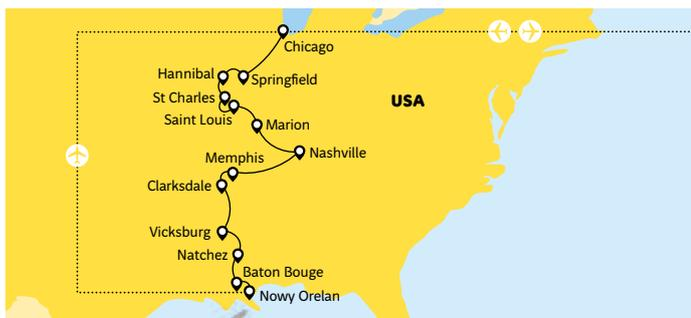 Chicago
Hannibal
Springfield
St Charles
USA
Saint Louis
Marion
Nashville
Memphis
Clarksdale
Vicksburg
Natchez
Baton Bouge
Nowy Orelan